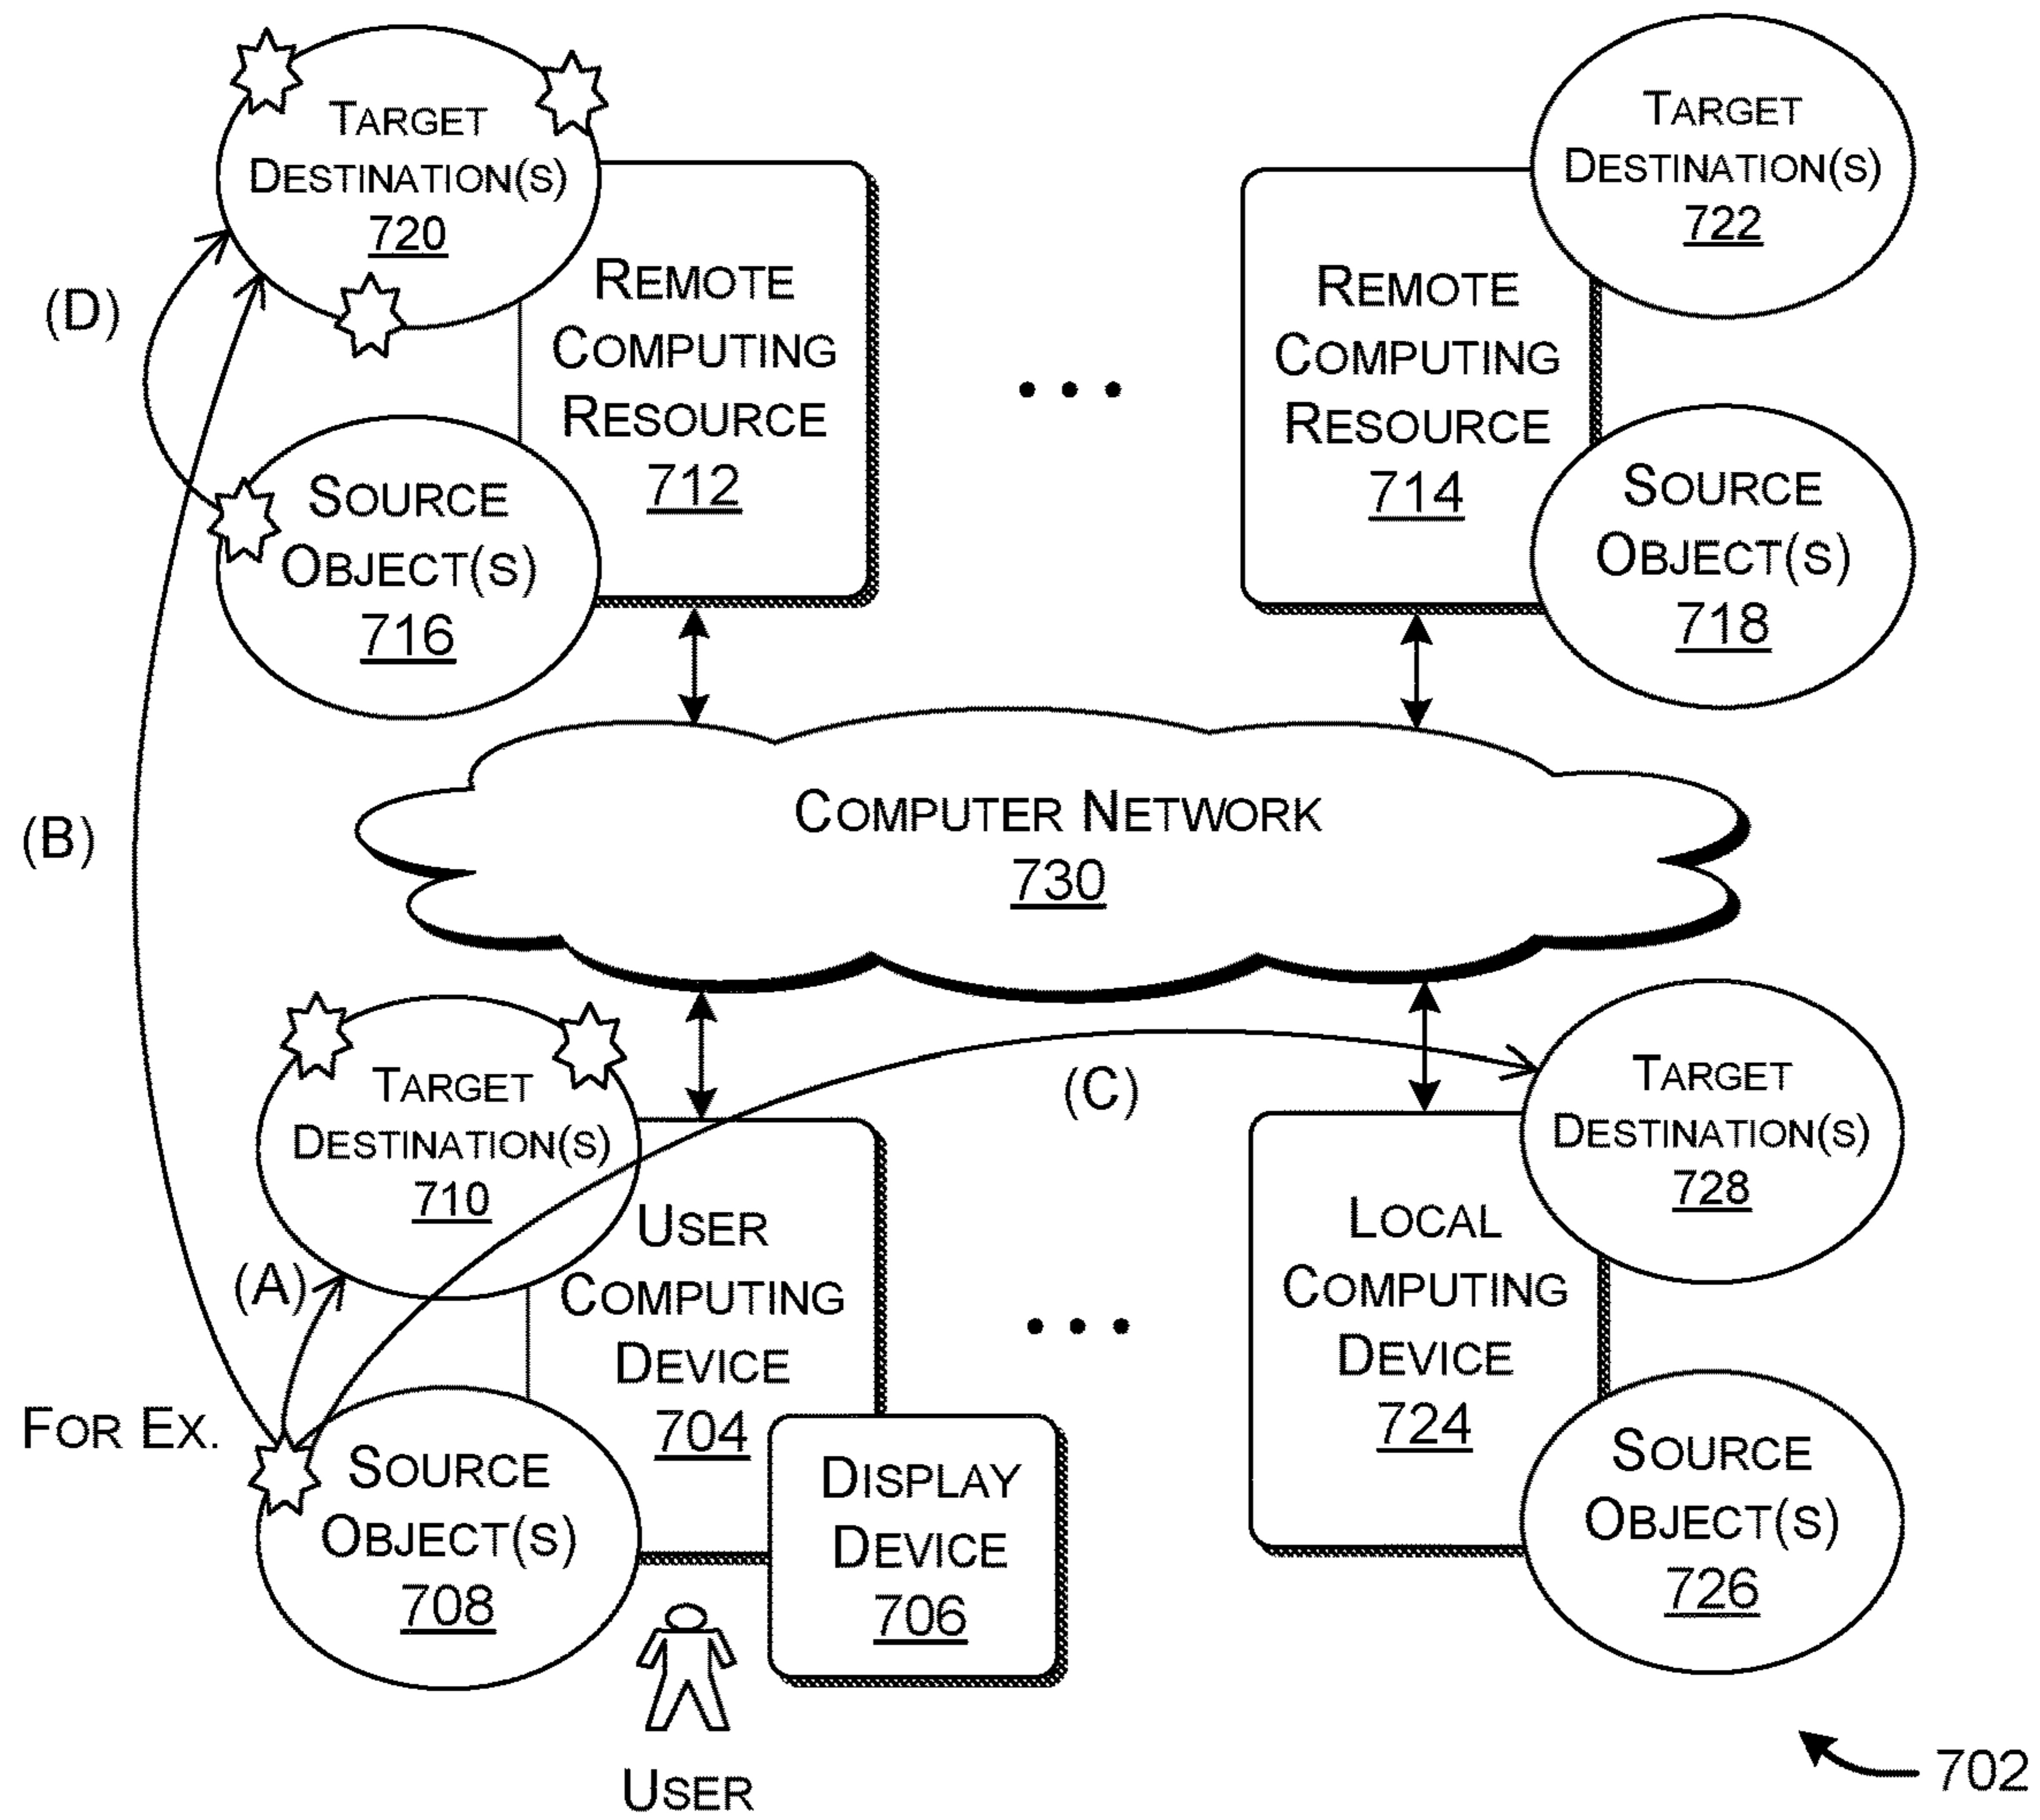 TARGET
DESTINATION(S)
720
REMOTE
COMPUTING
RESOURCE
712
(D)
SOURCE
OBJECT(S)
716
• • •
TARGET
DESTINATION(S)
722
REMOTE
COMPUTING
RESOURCE
714
SOURCE
OBJECT(S)
718
COMPUTER NETWORK
730
(B)
TARGET
DESTINATION(S)
710
(A)
(C)
USER
COMPUTING
DEVICE
704
FOR EX.
SOURCE
OBJECT(S)
708
DISPLAY
DEVICE
706
USER
• • •
TARGET
DESTINATION(S)
728
LOCAL
COMPUTING
DEVICE
724
SOURCE
OBJECT(S)
726
702